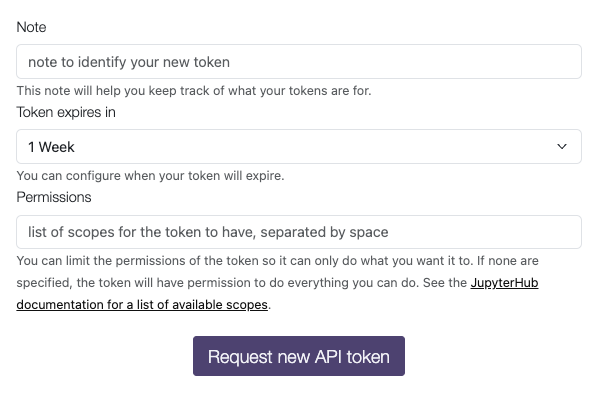 Note
note to identify your new token
This note will help you keep track of what your tokens are for.
Token expires in
1 Week
You can configure when your token will expire.
Permissions
list of scopes for the token to have, separated by space
You can limit the permissions of the token so it can only do what you want it to. If none are
specified, the token will have permission to do everything you can do. See the JupyterHub
documentation for a list of available scopes.
Request new API token